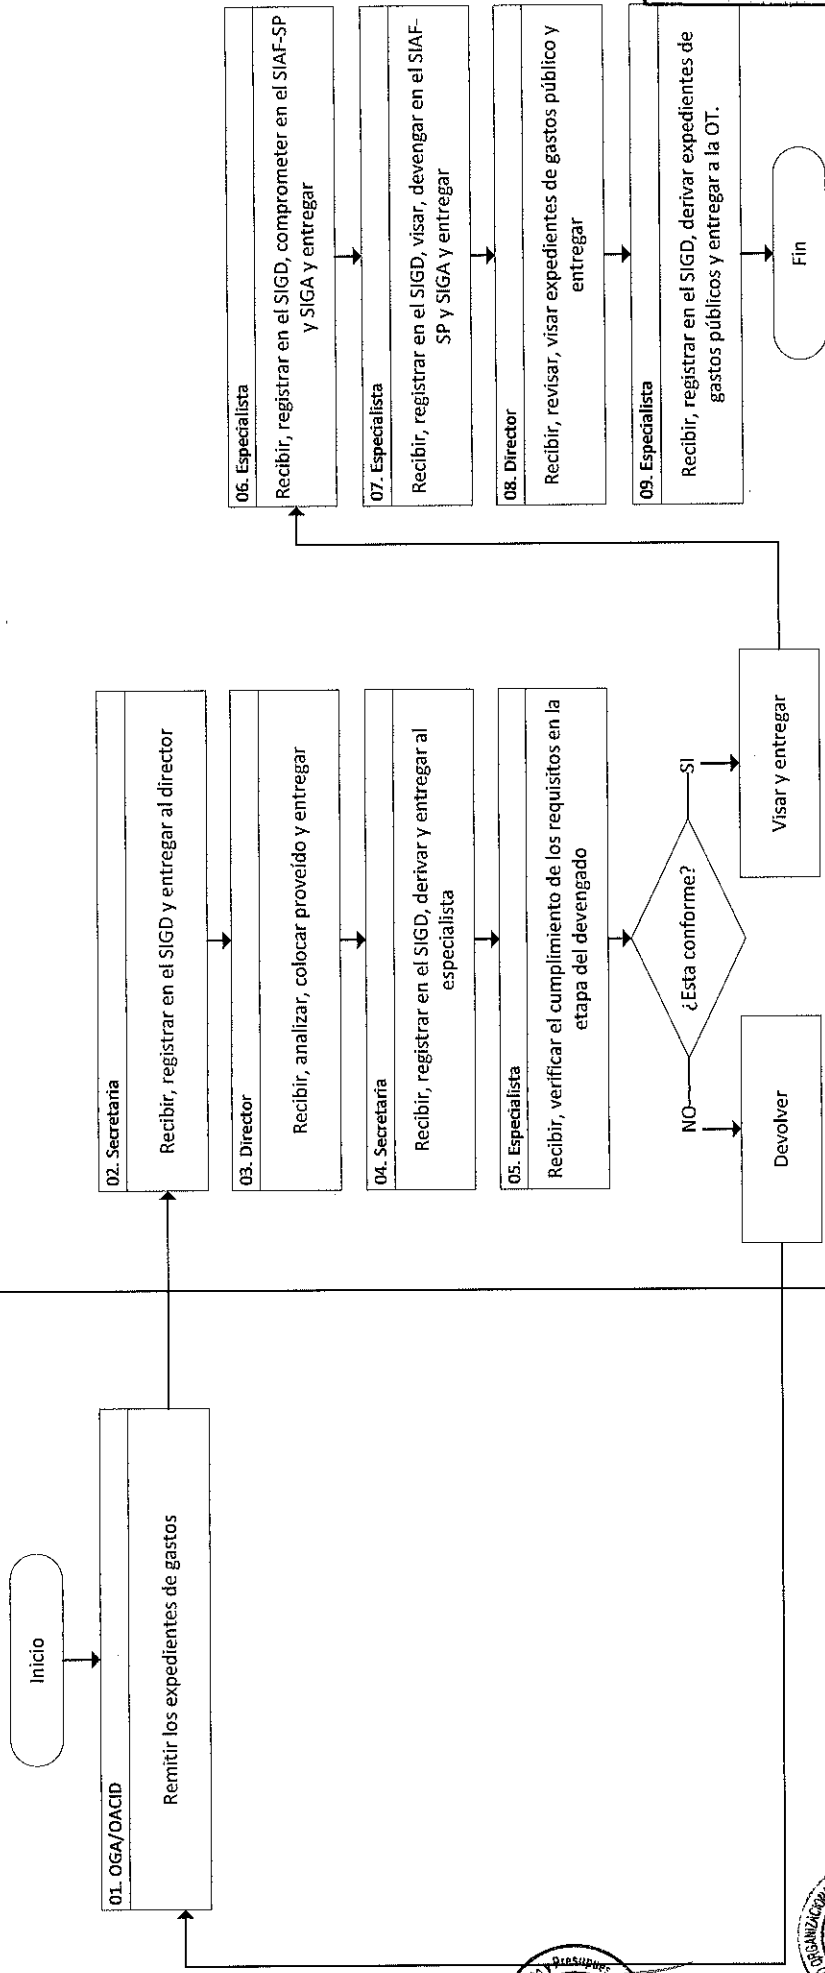 Inicio
01. OGA/OACID
Remitir los expedientes de gastos
02. Secretaria
Recibir, registrar en el SIGD y entregar al director
03. Director
Recibir, analizar, colocar proveído y entregar
04. Secretaria
Recibir, registrar en el SIGD, derivar y entregar al
especialista
05. Especialista
Recibir, verificar el cumplimiento de los requisitos en la
etapa del devengado
¿Esta conforme?
NO
SI
Devolver
Visar y entregar
06. Especialista
Recibir, registrar en el SIGD, comprometer en el SIAF-SP
y SIGA y entregar
07. Especialista
Recibir, registrar en el SIGD, visar, devengar en el SIAF-
SP y SIGA y entregar
08. Director
Recibir, revisar, visar expedientes de gastos público y
entregar
09. Especialista
Recibir, registrar en el SIGD, derivar expedientes de
gastos públicos y entregar a la OT.
Fin
ORGANIZACIÓN